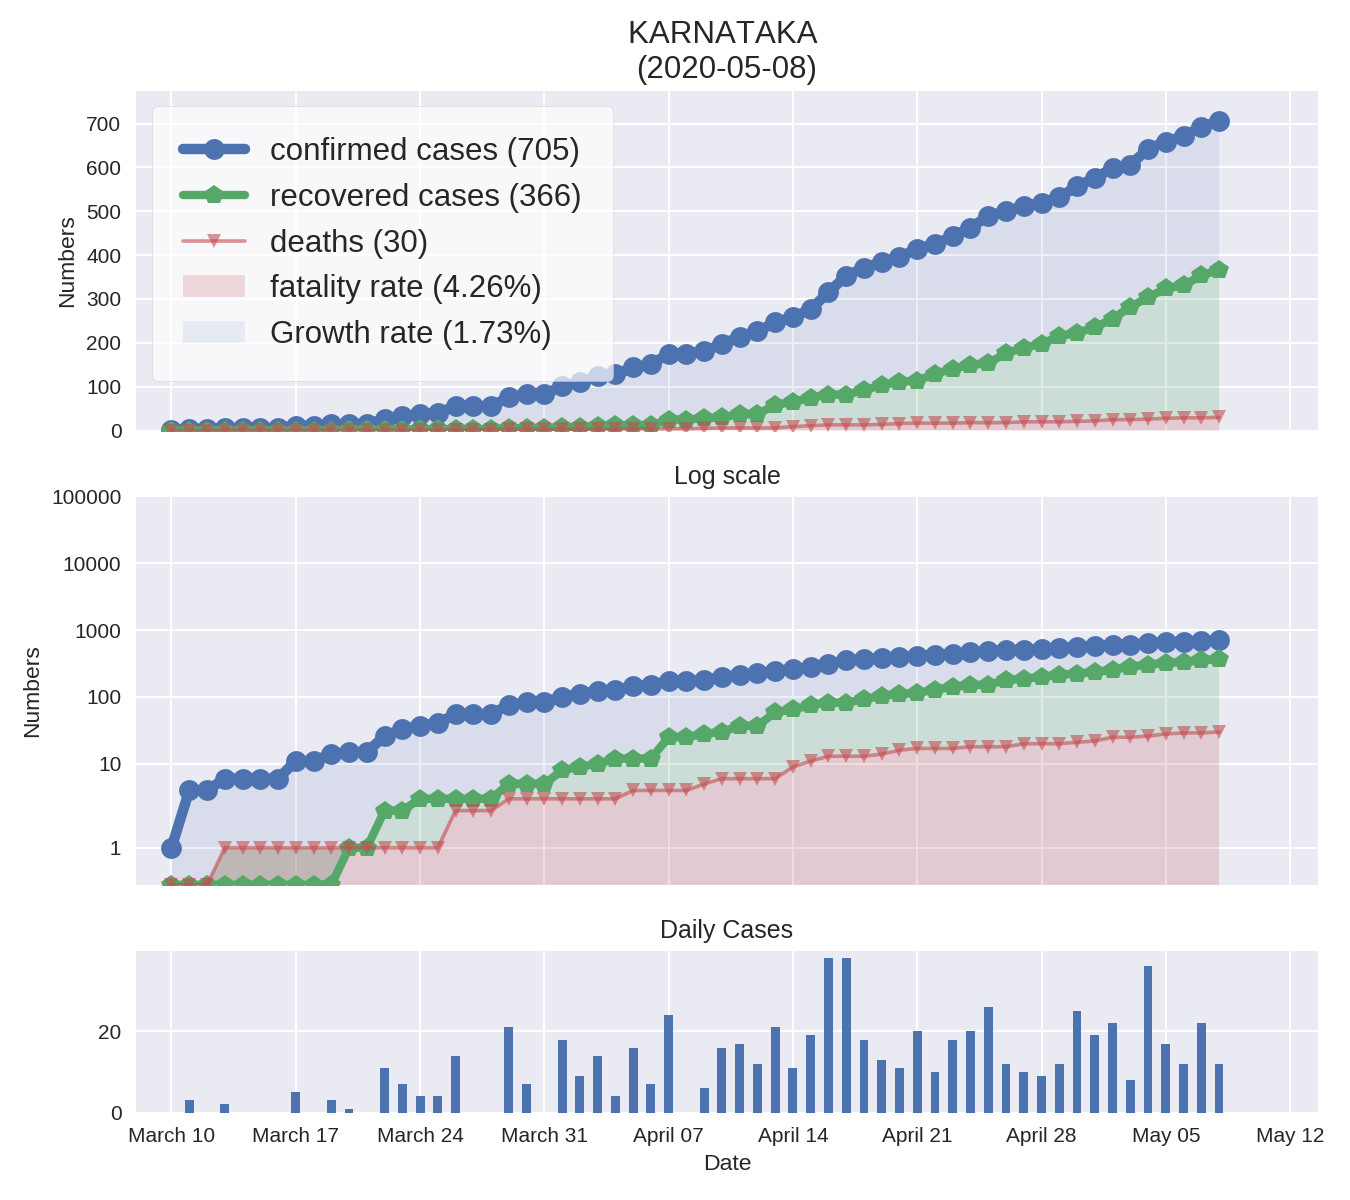 KARNATAKA
(2020-05-08)
700
600
500
400
300
200
100
0
Numbers
confirmed cases (705)
recovered cases (366)
deaths (30)
fatality rate (4.26%)
Growth rate (1.73%)
Log scale
100000
10000
1000
100
10
1
Numbers
Daily Cases
20
0
March 10 March 17 March 24 March 31 April 07 April 14 April 21 April 28 May 05 May 12
Date